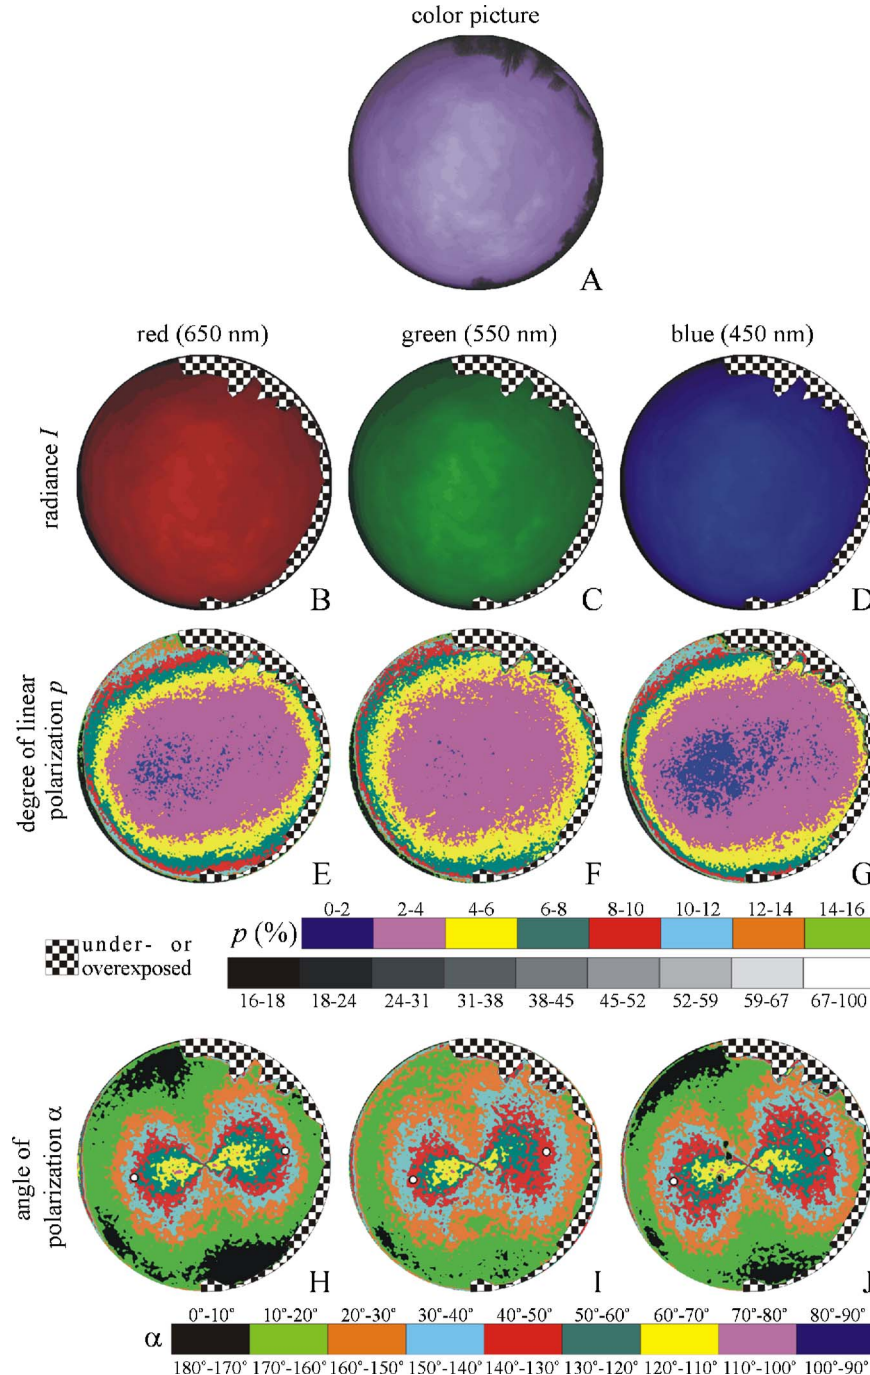 color picture
A
red (650 nm)
green (550 nm)
blue (450 nm)
radiance I
B
C
D
degree of linear
polarization p
E
F
G
0-2 2-4 4-6 6-8 8-10 10-12 12-14 14-16
p (%)
under- or
overexposed
16-18 18-24 24-31 31-38 38-45 45-52 52-59 59-67 67-100
angle of
polarization α
H
I
J
0°-10° 10°-20° 20°-30° 30°-40° 40°-50° 50°-60° 60°-70° 70°-80° 80°-90°
α
180°-170° 170°-160° 160°-150° 150°-140° 140°-130° 130°-120° 120°-110° 110°-100° 100°-90°